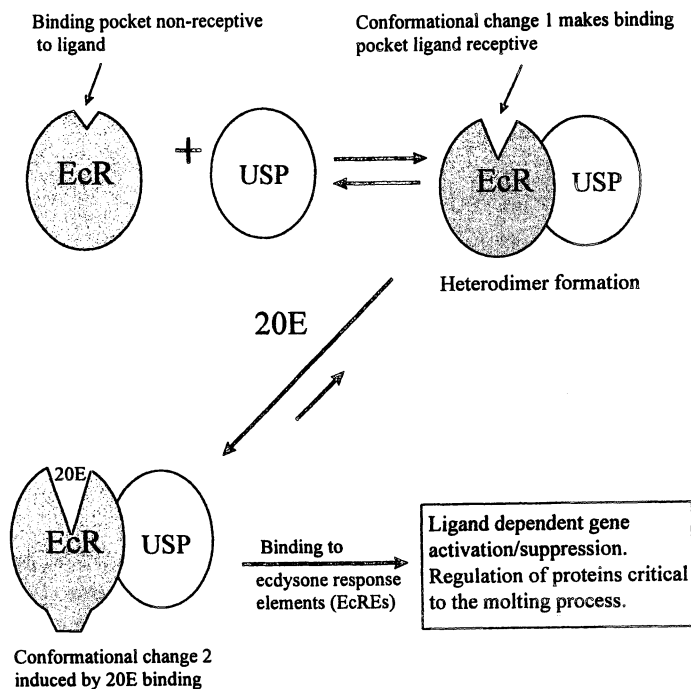 Binding pocket non-receptive
to ligand
Conformational change 1 makes binding
pocket ligand receptive
EcR
+
USP
EcR
USP
Heterodimer formation
20E
20E
EcR
USP
Binding to
ecdysone response
elements (EcREs)
Ligand dependent gene
activation/suppression.
Regulation of proteins critical
to the molting process.
Conformational change 2
induced by 20E binding